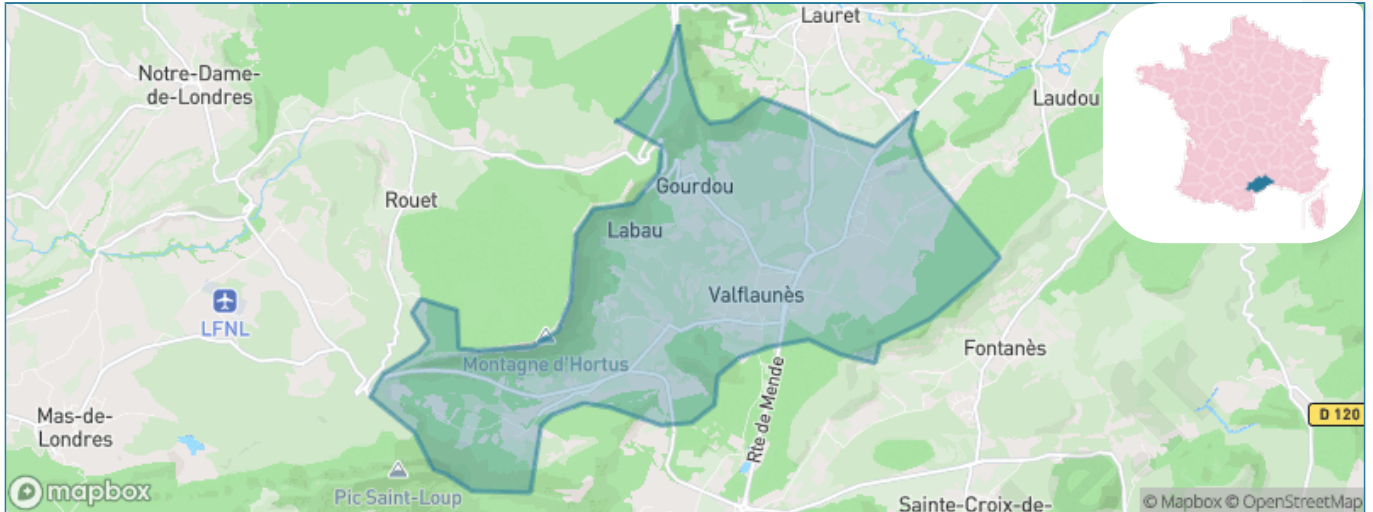 Lauret
Notre-Dame-
de-Londres
Laudou
Gourdou
Rouet
Labau
Valflaunès
LFNL
Fontanès
Montagne d'Hortus
Rte de Mende
Mas-de-
Londres
D 120
Pic Saint-Loup
mapbox
Sainte-Croix-de-
© Mapbox © OpenStreetMap